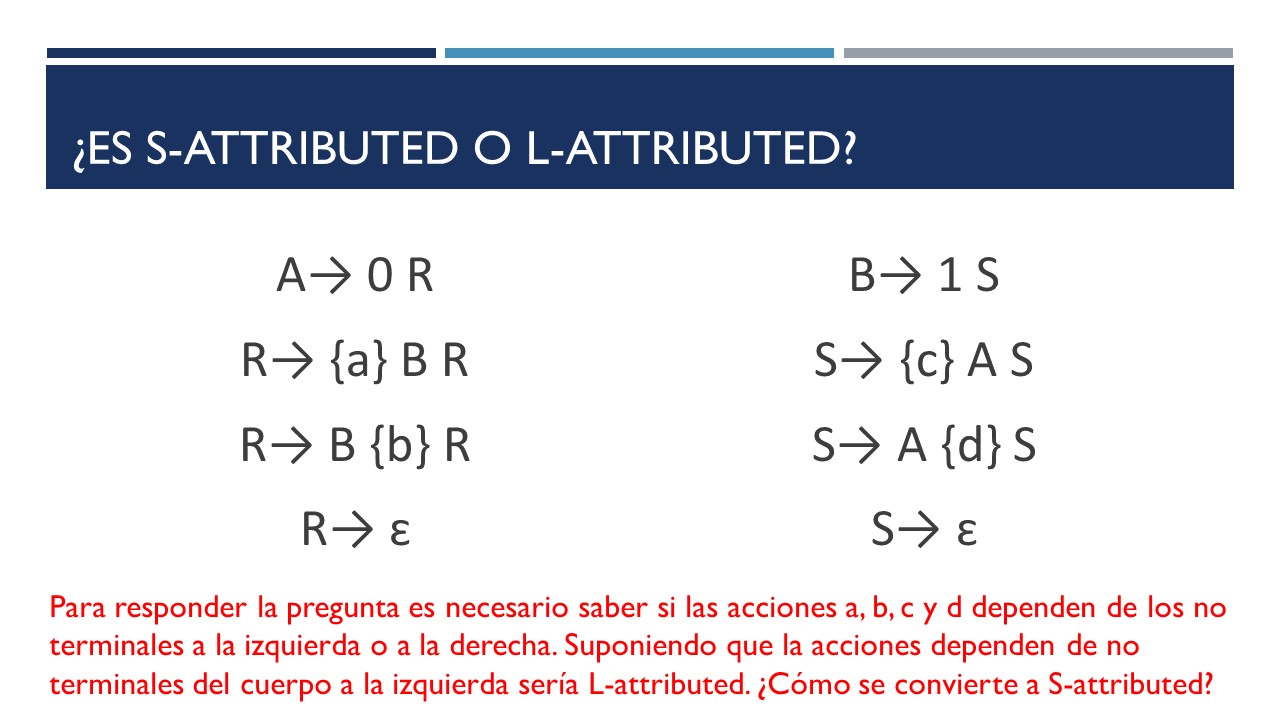 ¿ES S-ATTRIBUTED O L-ATTRIBUTED?
A→ 0 R
R→ {a} B R
R→ B {b} R
R→ ε
B→ 1 S
S→ {c} A S
S→ A {d} S
S→ ε
Para responder la pregunta es necesario saber si las acciones a, b, c y d dependen de los no
terminales a la izquierda o a la derecha. Suponiendo que la acciones dependen de no
terminales del cuerpo a la izquierda sería L-attributed. ¿Cómo se convierte a S-attributed?